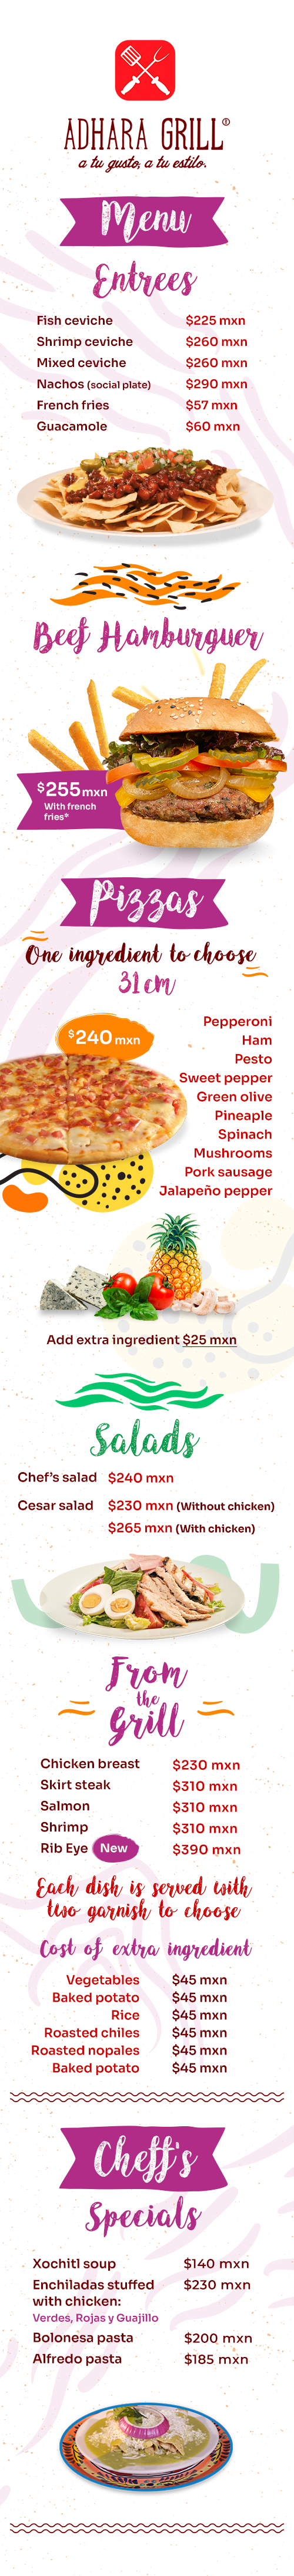 ADHARA GRILL®
a tu gusto, a tu estilo.
Menu
Entrees
Fish ceviche $225 mxn
Shrimp ceviche $260 mxn
Mixed ceviche $260 mxn
Nachos (social plate) $290 mxn
French fries $57 mxn
Guacamole $60 mxn
Beef Hamburguer
$255 mxn
With french
fries*
Pizzas
One ingredient to choose
31 cm
$240 mxn
Pepperoni
Ham
Pesto
Sweet pepper
Green olive
Pineaple
Spinach
Mushrooms
Pork sausage
Jalapeño pepper
Add extra ingredient $25 mxn
Salads
Chef's salad $240 mxn
Cesar salad $230 mxn (Without chicken)
$265 mxn (With chicken)
From
the
Grill
Chicken breast $230 mxn
Skirt steak $310 mxn
Salmon $310 mxn
Shrimp $310 mxn
Rib Eye New $390 mxn
Each dish is served with
two garnish to choose
Cost of extra ingredient
Vegetables $45 mxn
Baked potato $45 mxn
Rice $45 mxn
Roasted chiles $45 mxn
Roasted nopales $45 mxn
Baked potato $45 mxn
Cheff's
Specials
Xochitl soup $140 mxn
Enchiladas stuffed $230 mxn
with chicken:
Verdes, Rojas y Guajillo
Bolonesa pasta $200 mxn
Alfredo pasta $185 mxn